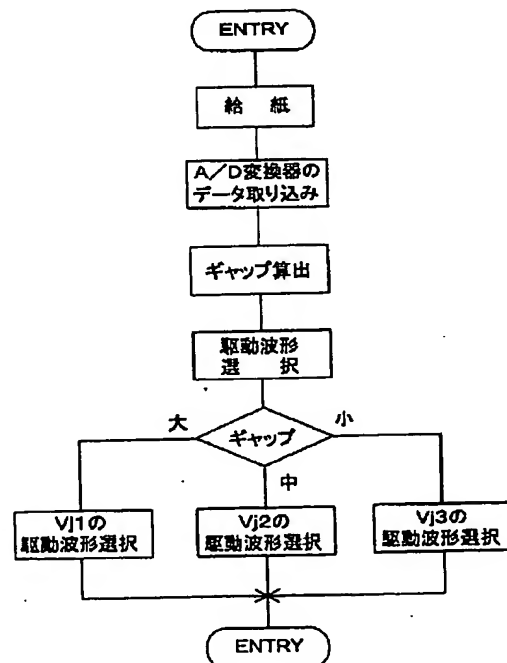 ENTRY
給 紙
A/D変換器の
データ取り込み
ギャップ算出
駆動波形
選 択
ギャップ
大
小
中
Vj1の
駆動波形選択
Vj2の
駆動波形選択
Vj3の
駆動波形選択
ENTRY